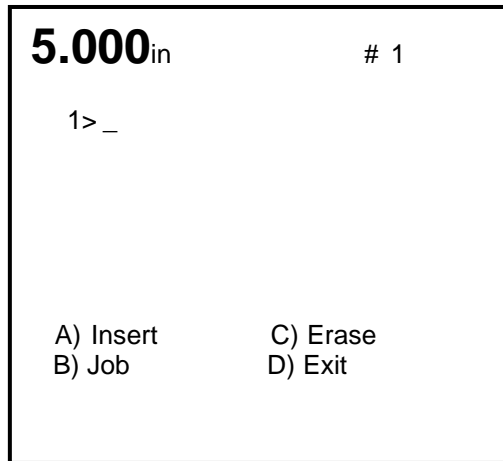 5.000in # 1
1> _
A) Insert C) Erase
B) Job D) Exit